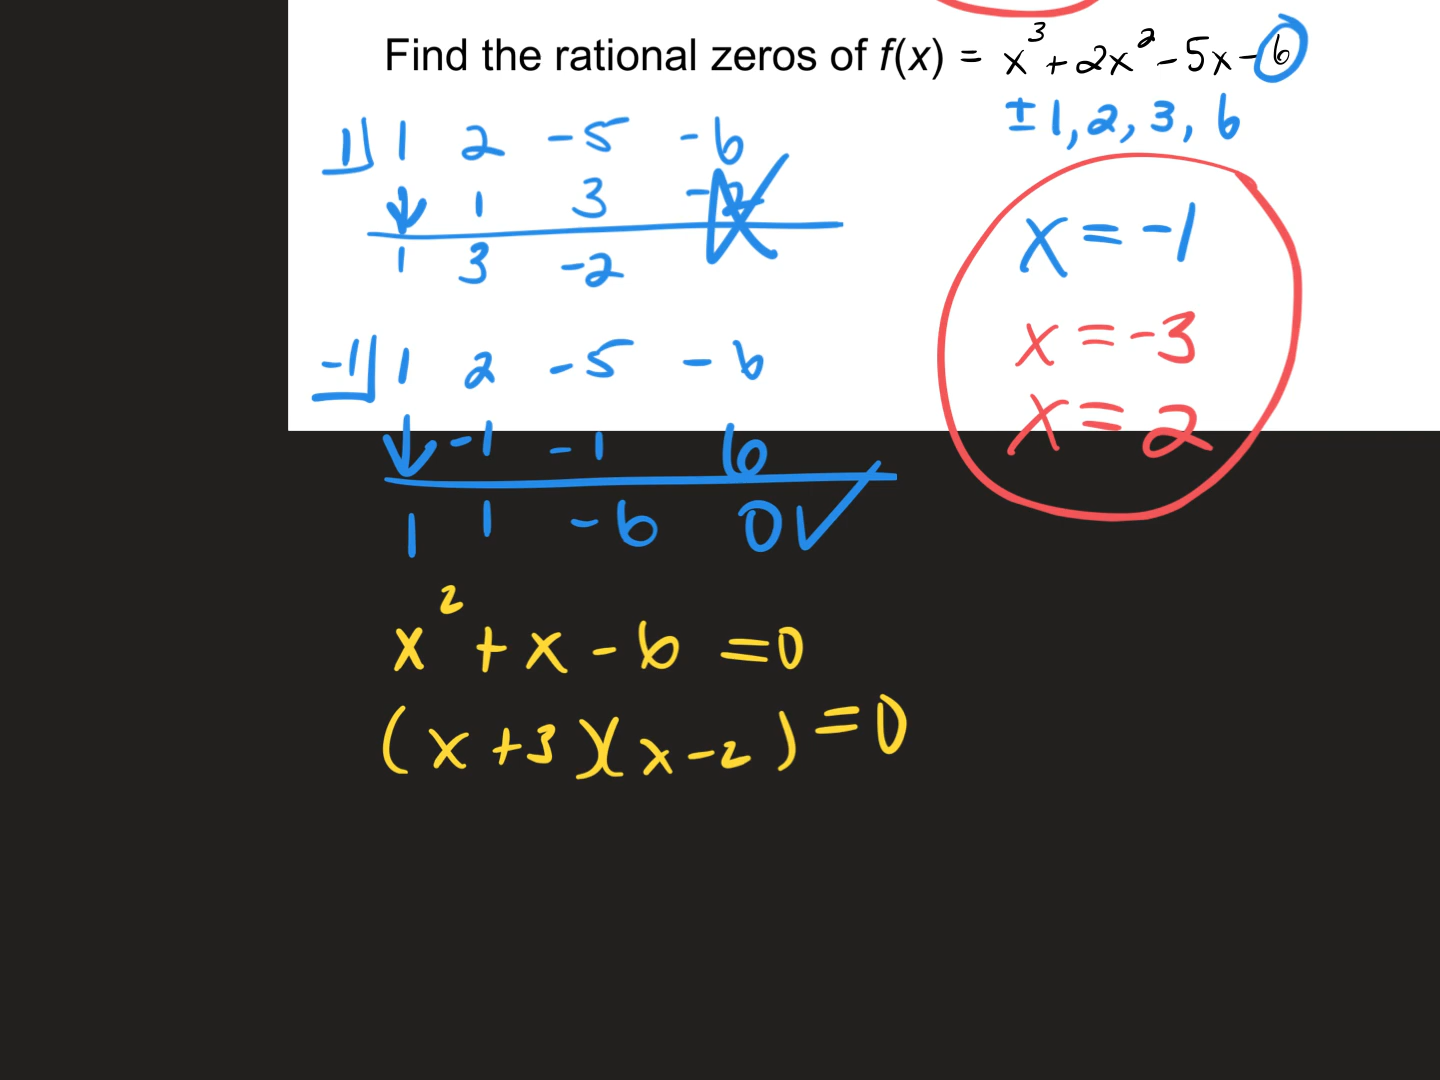 Find the rational zeros of f(x) = x³ + 2x² - 5x - 6
± 1, 2, 3, 6
1 | 1 2 -5 -6
1 3 -2
1 3 -2
x = -1
x = -3
x = 2
-1 | 1 2 -5 -6
-1 -1 6
1 1 -6 0 ✓
x² + x - 6 = 0
(x + 3)(x - 2) = 0